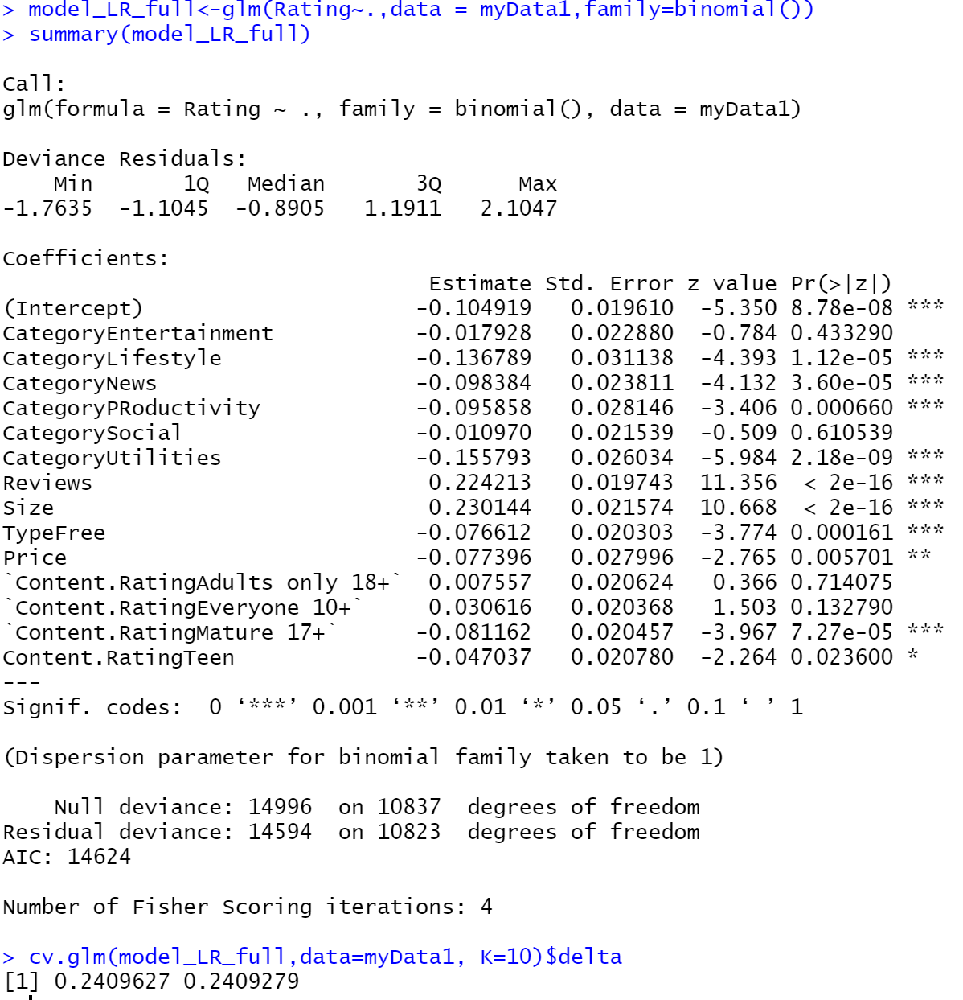 > model_LR_full<-glm(Rating~.,data = myData1,family=binomial())
> summary(model_LR_full)
Call:
glm(formula = Rating ~ ., family = binomial(), data = myData1)
Deviance Residuals:
    Min       1Q   Median       3Q      Max
-1.7635  -1.1045  -0.8905   1.1911   2.1047
Coefficients:
                                 Estimate Std. Error z value Pr(>|z|)
(Intercept)                     -0.104919   0.019610  -5.350 8.78e-08 ***
CategoryEntertainment           -0.017928   0.022880  -0.784 0.433290
CategoryLifestyle               -0.136789   0.031138  -4.393 1.12e-05 ***
CategoryNews                    -0.098384   0.023811  -4.132 3.60e-05 ***
CategoryPRoductivity            -0.095858   0.028146  -3.406 0.000660 ***
CategorySocial                  -0.010970   0.021539  -0.509 0.610539
CategoryUtilities               -0.155793   0.026034  -5.984 2.18e-09 ***
Reviews                          0.224213   0.019743  11.356  < 2e-16 ***
Size                             0.230144   0.021574  10.668  < 2e-16 ***
TypeFree                        -0.076612   0.020303  -3.774 0.000161 ***
Price                           -0.077396   0.027996  -2.765 0.005701 **
`Content.RatingAdults only 18+`  0.007557   0.020624   0.366 0.714075
`Content.RatingEveryone 10+`     0.030616   0.020368   1.503 0.132790
`Content.RatingMature 17+`      -0.081162   0.020457  -3.967 7.27e-05 ***
Content.RatingTeen              -0.047037   0.020780  -2.264 0.023600 *
---
Signif. codes:  0 ‘***’ 0.001 ‘**’ 0.01 ‘*’ 0.05 ‘.’ 0.1 ‘ ’ 1
(Dispersion parameter for binomial family taken to be 1)
    Null deviance: 14996  on 10837  degrees of freedom
Residual deviance: 14594  on 10823  degrees of freedom
AIC: 14624
Number of Fisher Scoring iterations: 4
> cv.glm(model_LR_full,data=myData1, K=10)$delta
[1] 0.2409627 0.2409279